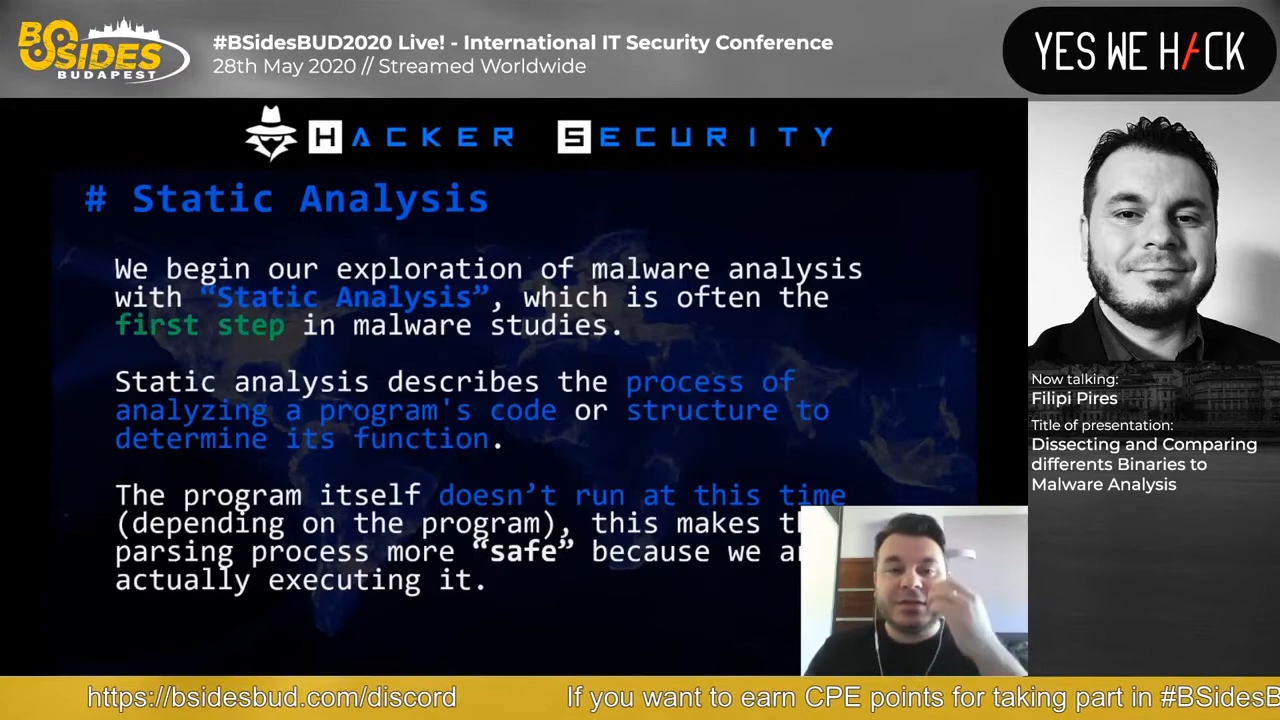 BSIDES
BUDAPEST
#BSidesBUD2020 Live! - International IT Security Conference
28th May 2020 // Streamed Worldwide
YES WE H/CK
HACKER SECURITY
# Static Analysis
We begin our exploration of malware analysis
with “Static Analysis”, which is often the
first step in malware studies.
Static analysis describes the process of
analyzing a program's code or structure to
determine its function.
The program itself doesn’t run at this time
(depending on the program), this makes
parsing process more “safe” because we
actually executing it.
Now talking:
Filipi Pires
Title of presentation:
Dissecting and Comparing
differents Binaries to
Malware Analysis
https://bsidesbud.com/discord
If you want to earn CPE points for taking part in #BSidesB